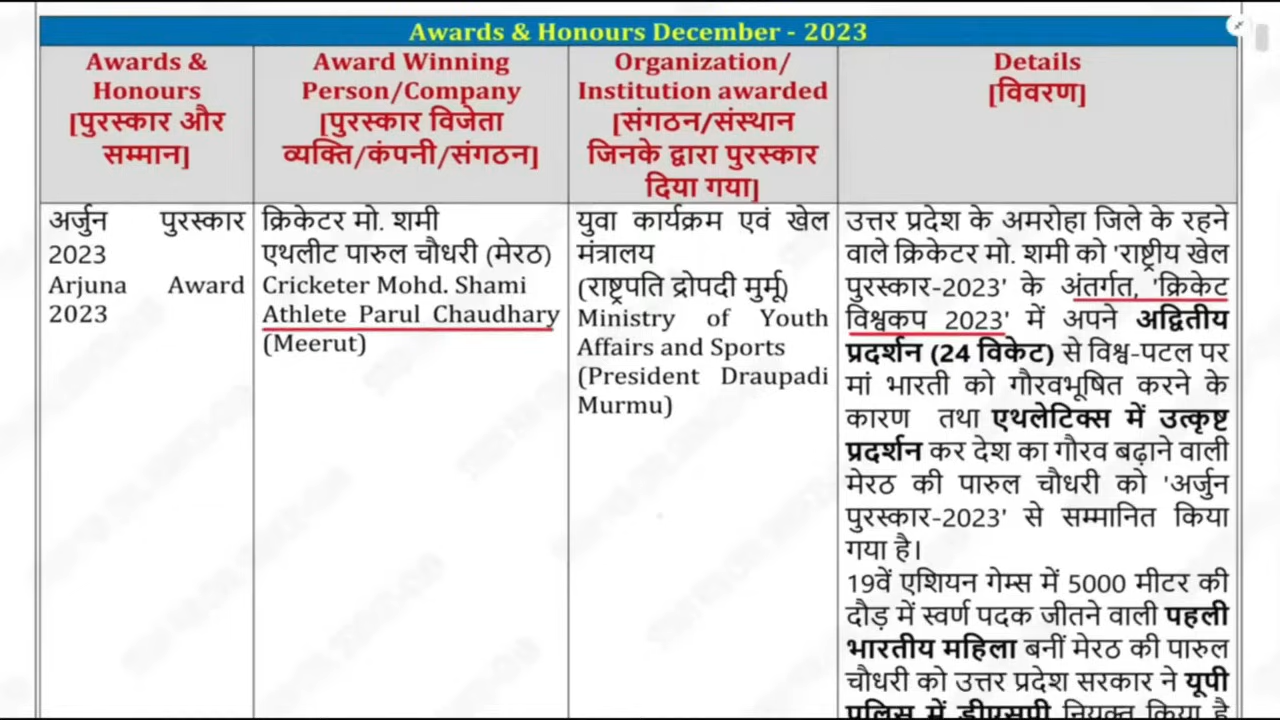 Awards & Honours December - 2023
Awards &
Honours
[पुरस्कार और
सम्मान]
Award Winning
Person/Company
[पुरस्कार विजेता
व्यक्ति/कंपनी/संगठन]
Organization/
Institution awarded
[संगठन/संस्थान
जिनके द्वारा पुरस्कार
दिया गया]
Details
[विवरण]
अर्जुन पुरस्कार
2023
Arjuna Award
2023
क्रिकेटर मो. शमी
एथलीट पारुल चौधरी (मेरठ)
Cricketer Mohd. Shami
Athlete Parul Chaudhary
(Meerut)
युवा कार्यक्रम एवं खेल
मंत्रालय
(राष्ट्रपति द्रोपदी मुर्मू)
Ministry of Youth
Affairs and Sports
(President Draupadi
Murmu)
उत्तर प्रदेश के अमरोहा जिले के रहने
वाले क्रिकेटर मो. शमी को 'राष्ट्रीय खेल
पुरस्कार-2023' के अंतर्गत, 'क्रिकेट
विश्वकप 2023' में अपने अद्वितीय
प्रदर्शन (24 विकेट) से विश्व-पटल पर
मां भारती को गौरवभूषित करने के
कारण तथा एथलेटिक्स में उत्कृष्ट
प्रदर्शन कर देश का गौरव बढ़ाने वाली
मेरठ की पारुल चौधरी को 'अर्जुन
पुरस्कार-2023' से सम्मानित किया
गया है।
19वें एशियन गेम्स में 5000 मीटर की
दौड़ में स्वर्ण पदक जीतने वाली पहली
भारतीय महिला बनीं मेरठ की पारुल
चौधरी को उत्तर प्रदेश सरकार ने यूपी
पुलिस में डीएसपी नियुक्त किया है